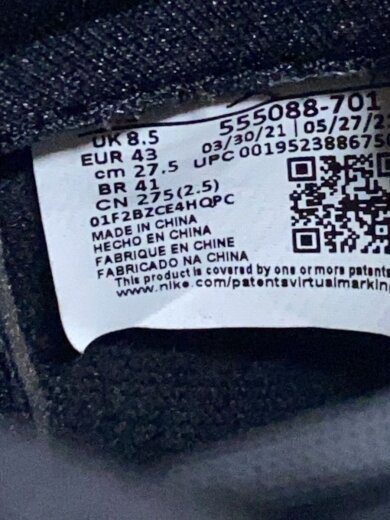 UK 8.5
EUR 43
cm 27.5
BR 41
CN 275(2.5)
01F2BZCE4HQPC
555088-701
03/30/21 | 05/27/2
UPC 0019523886750
MADE IN CHINA
HECHO EN CHINA
FABRIQUE EN CHINE
FABRICADO NA CHINA
This product is covered by one or more patents
www.nike.com/patentsvirtualmarkin